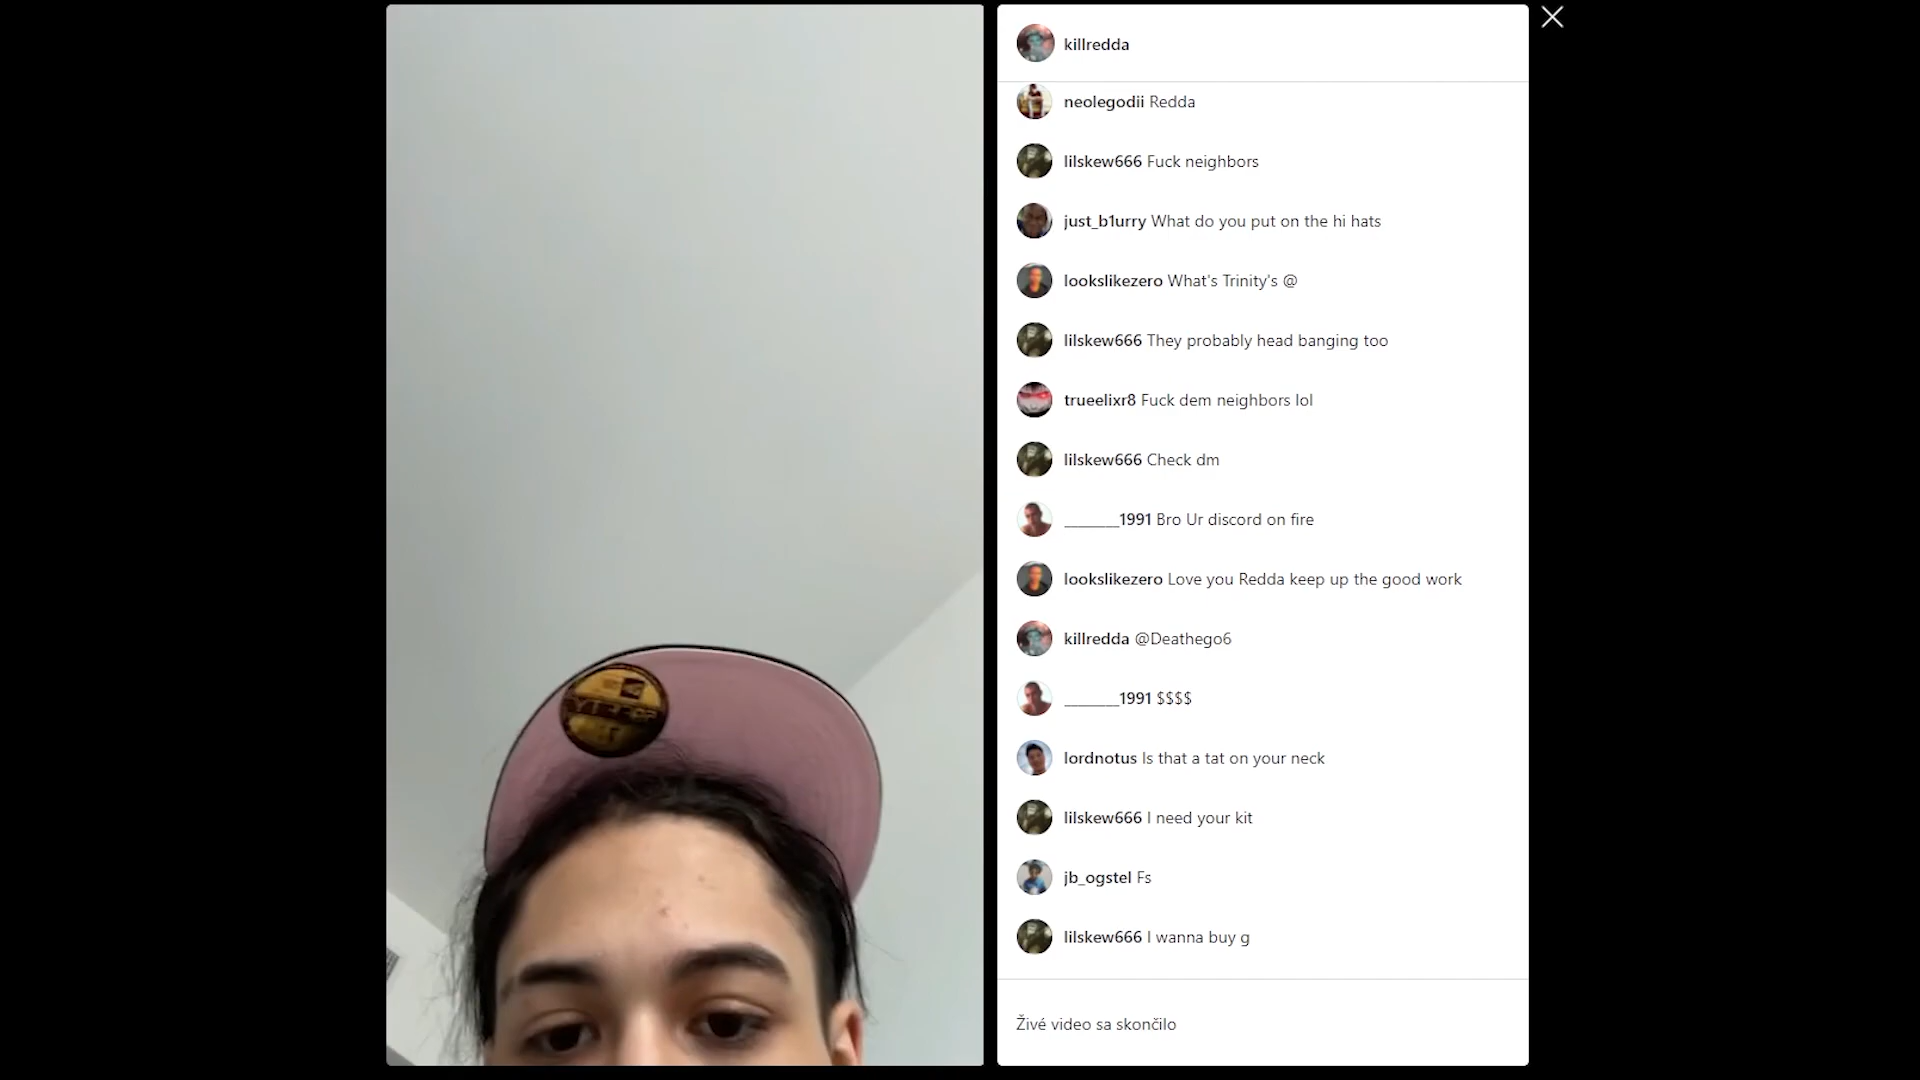 killredda
neolegodii Redda
lilskew666 Fuck neighbors
just_b1urry What do you put on the hi hats
lookslikezero What's Trinity's @
lilskew666 They probably head banging too
trueelixr8 Fuck dem neighbors lol
lilskew666 Check dm
________1991 Bro Ur discord on fire
lookslikezero Love you Redda keep up the good work
killredda @Deathego6
________1991 $$$$
lordnotus Is that a tat on your neck
lilskew666 I need your kit
jb_ogstel Fs
lilskew666 I wanna buy g
Živé video sa skončilo